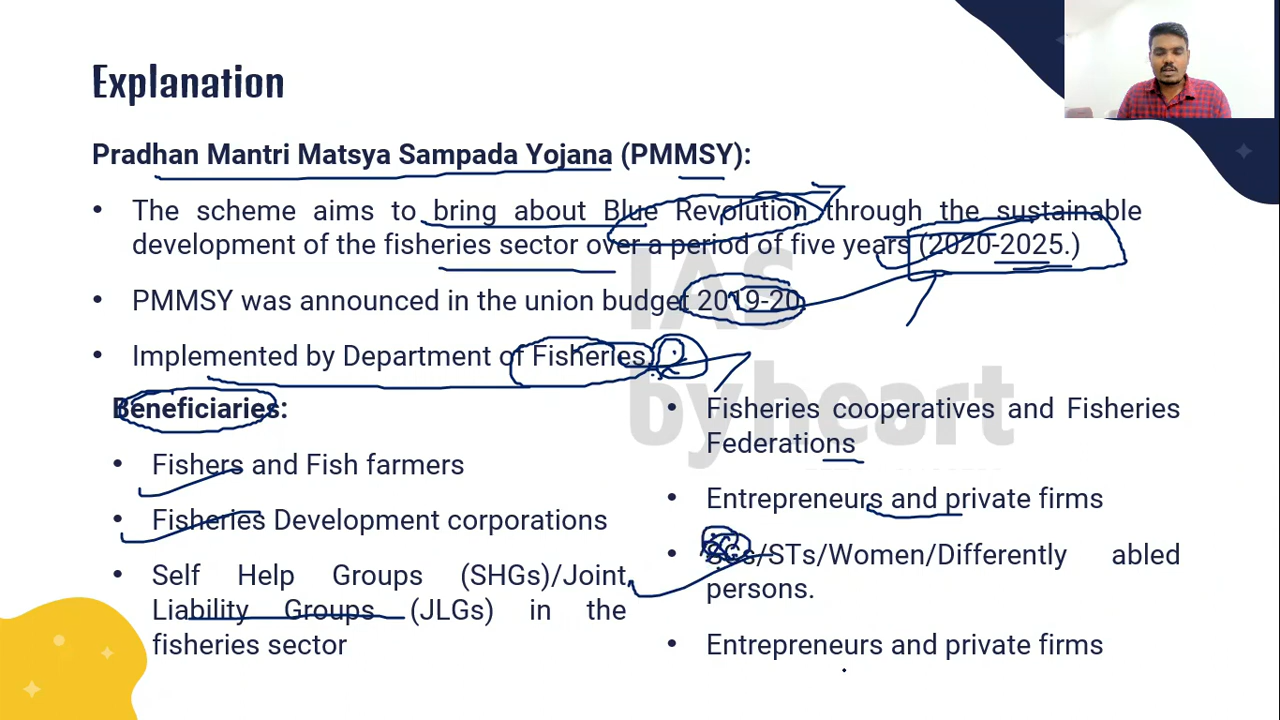 Explanation
Pradhan Mantri Matsya Sampada Yojana (PMMSY):
• The scheme aims to bring about Blue Revolution through the sustainable
development of the fisheries sector over a period of five years (2020-2025.)
• PMMSY was announced in the union budget 2019-20
• Implemented by Department of Fisheries.
Beneficiaries:
• Fishers and Fish farmers
• Fisheries Development corporations
• Self Help Groups (SHGs)/Joint
Liability Groups (JLGs) in the
fisheries sector
• Fisheries cooperatives and Fisheries
Federations
• Entrepreneurs and private firms
• SCs/STs/Women/Differently abled
persons.
• Entrepreneurs and private firms
IAS
byheart